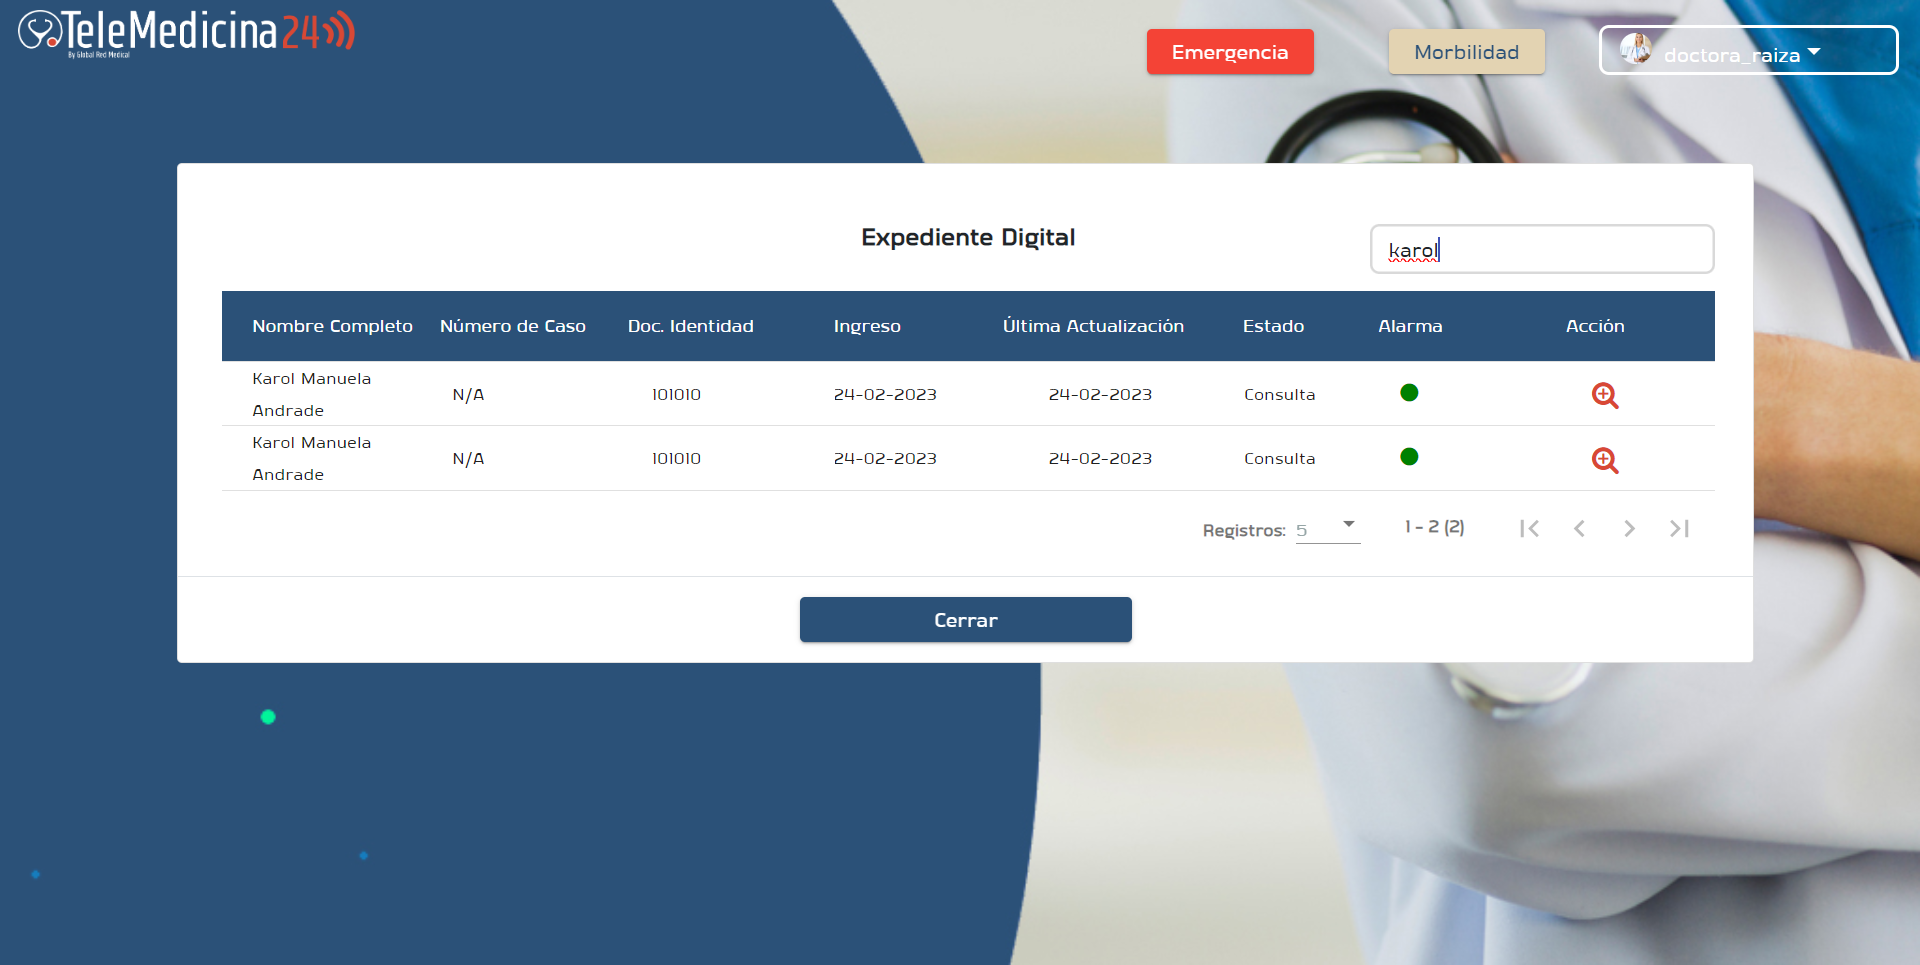 TeleMedicina24
By Global Red Medical
Emergencia
Morbilidad
doctora_raiza
Expediente Digital
karol
Nombre Completo Número de Caso Doc. Identidad Ingreso Última Actualización Estado Alarma Acción
Karol Manuela
Andrade
N/A 101010 24-02-2023 24-02-2023 Consulta
Karol Manuela
Andrade
N/A 101010 24-02-2023 24-02-2023 Consulta
Registros: 5 1 - 2 (2)
Cerrar